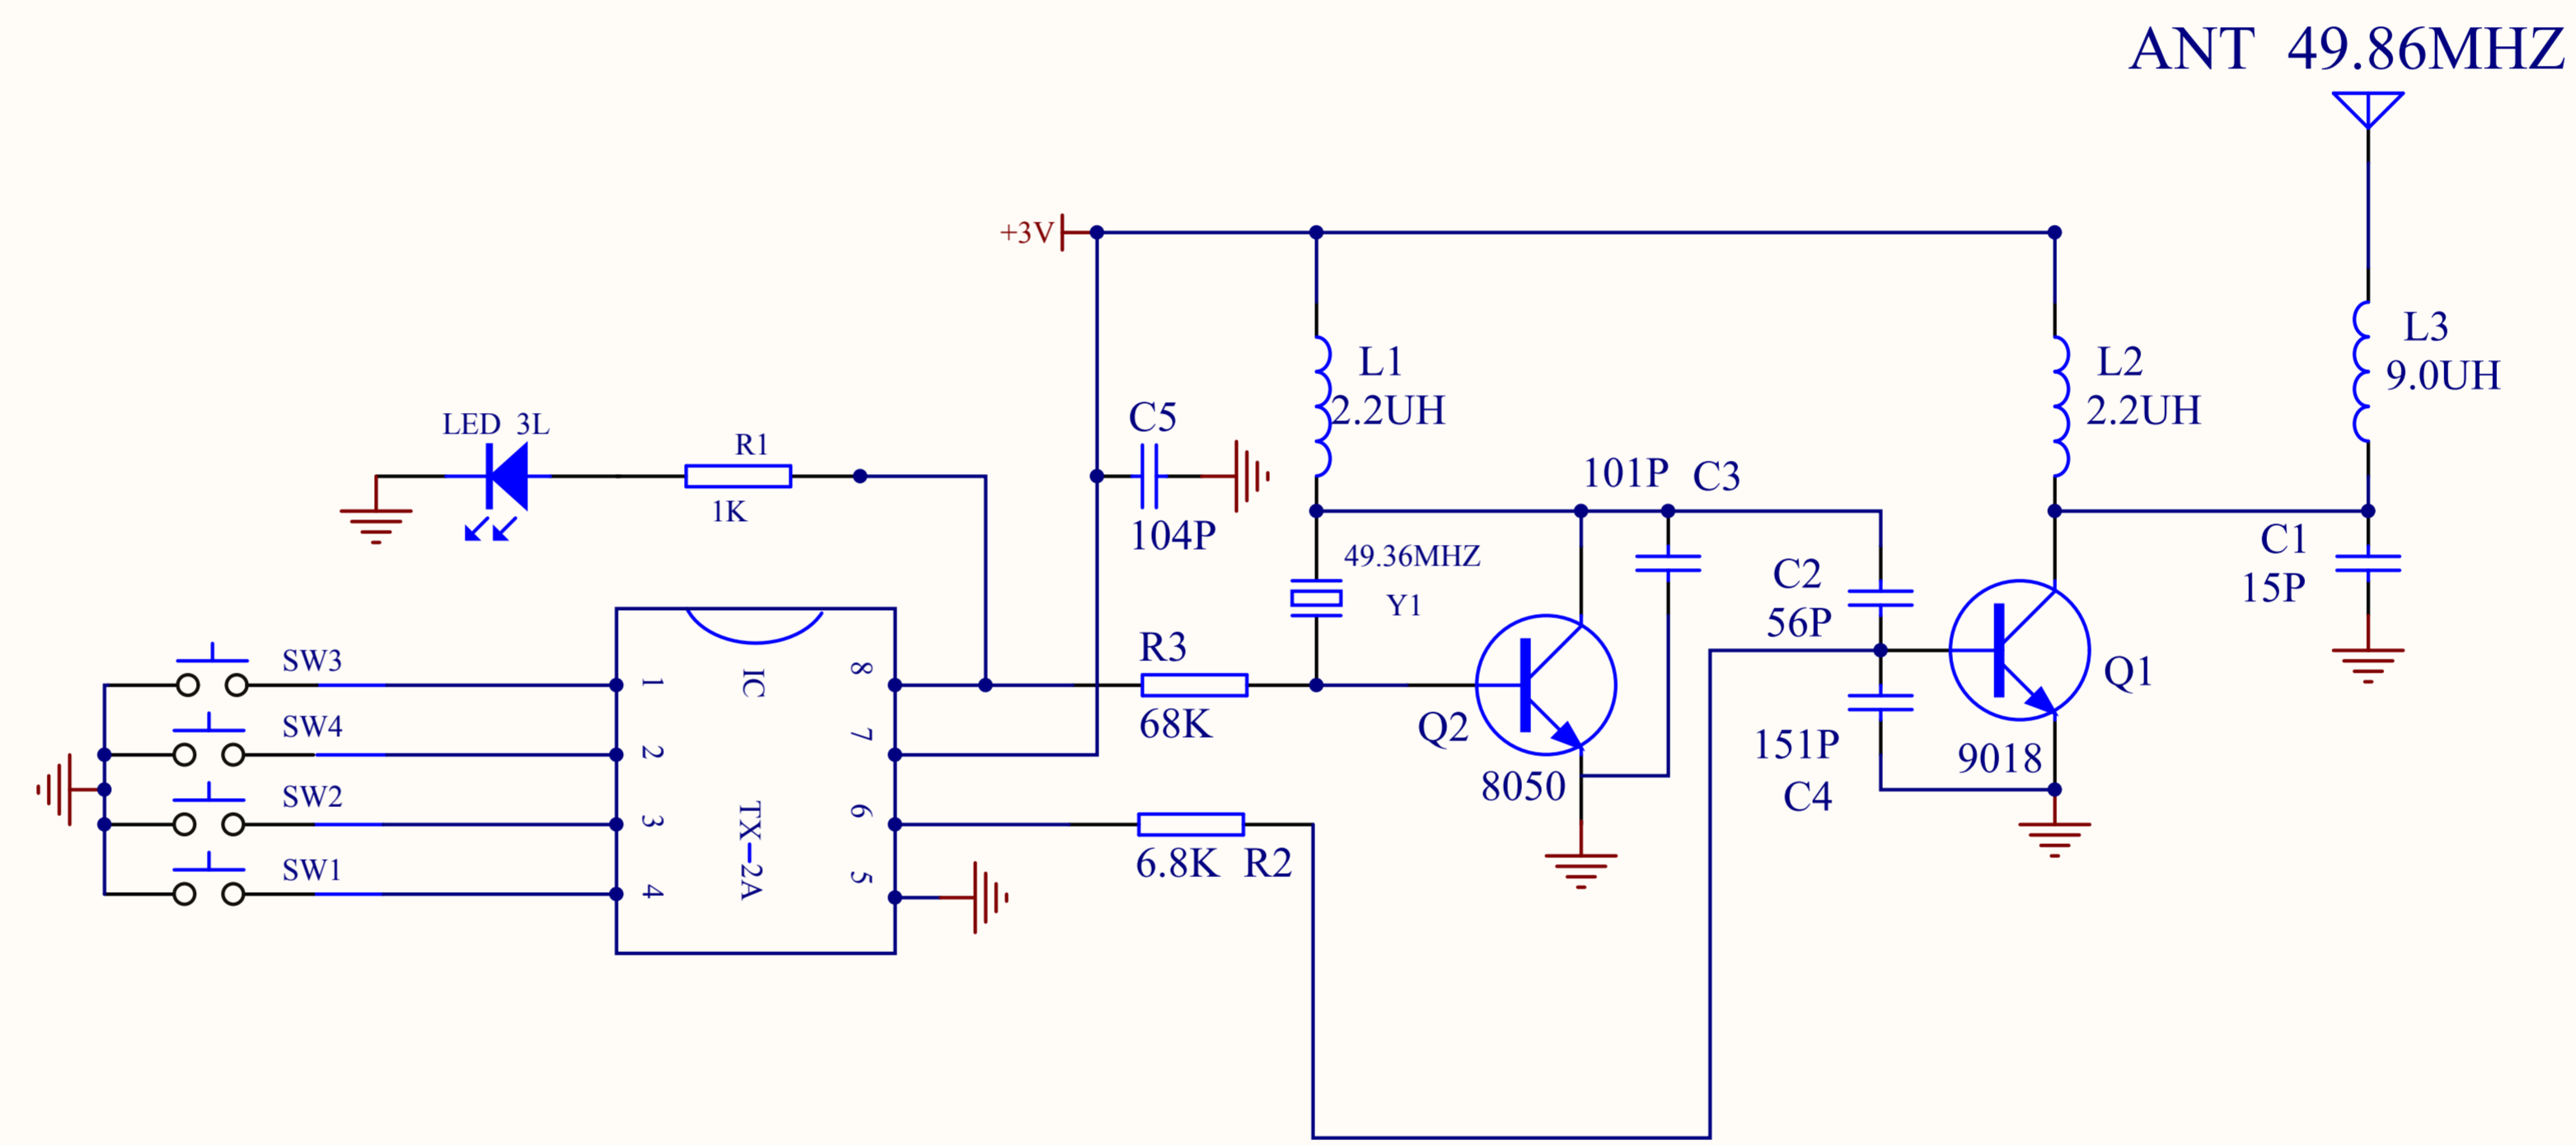 ANT 49.86MHZ
+3V
L3
9.0UH
L1
2.2UH
L2
2.2UH
LED 3L
R1
1K
C5
104P
101P C3
49.36MHZ
Y1
C2
56P
C1
15P
SW3
SW4
SW2
SW1
1
2
3
4
IC
TX-2A
8
7
6
5
R3
68K
Q2
8050
151P
C4
Q1
9018
6.8K R2